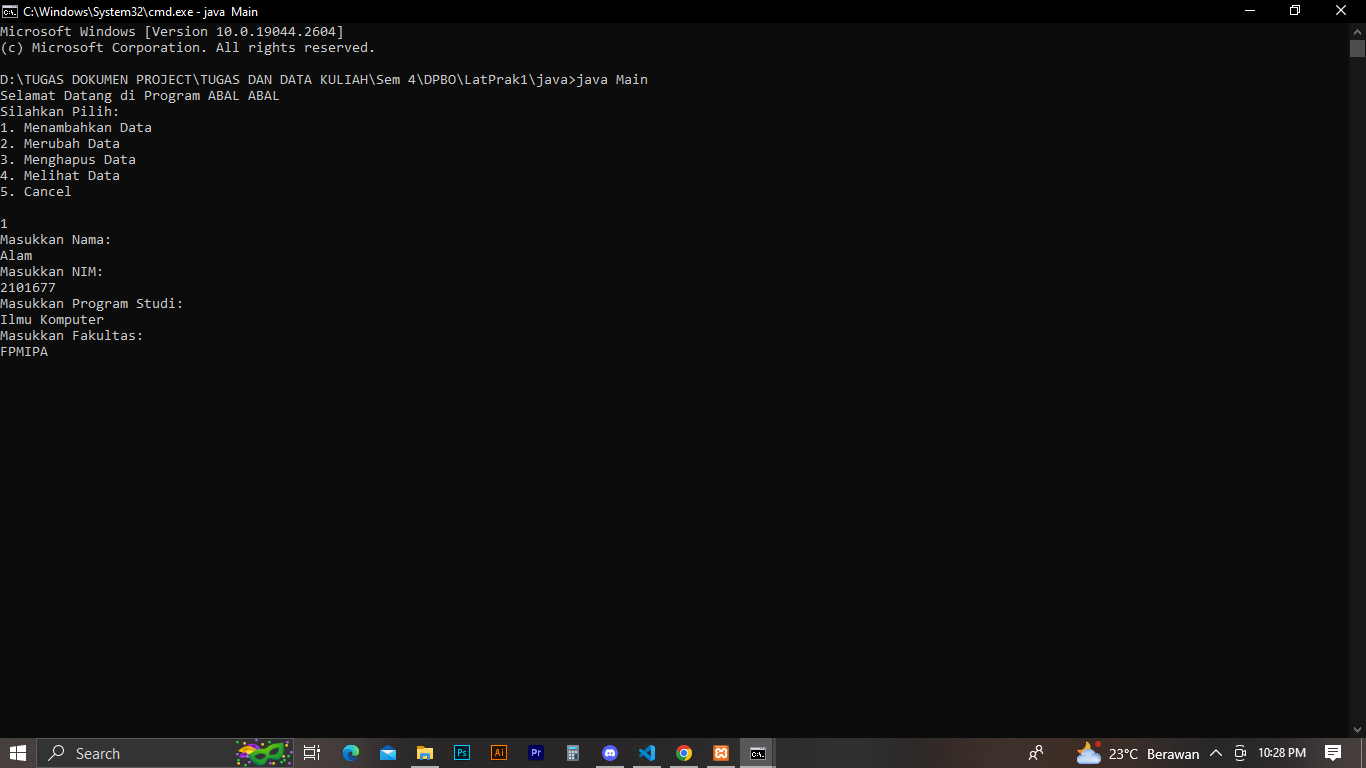 C:\Windows\System32\cmd.exe - java  Main
Microsoft Windows [Version 10.0.19044.2604]
(c) Microsoft Corporation. All rights reserved.
D:\TUGAS DOKUMEN PROJECT\TUGAS DAN DATA KULIAH\Sem 4\DPBO\LatPrak1\java>java Main
Selamat Datang di Program ABAL ABAL
Silahkan Pilih:
1. Menambahkan Data
2. Merubah Data
3. Menghapus Data
4. Melihat Data
5. Cancel
1
Masukkan Nama:
Alam
Masukkan NIM:
2101677
Masukkan Program Studi:
Ilmu Komputer
Masukkan Fakultas:
FPMIPA
Search
Ps
Ai
Pr
23°C Berawan
10:28 PM